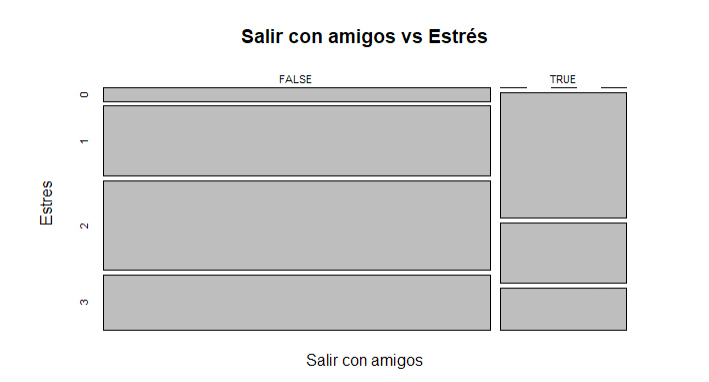 Salir con amigos vs Estrés
FALSE TRUE
0
1
2
3
Estres
Salir con amigos